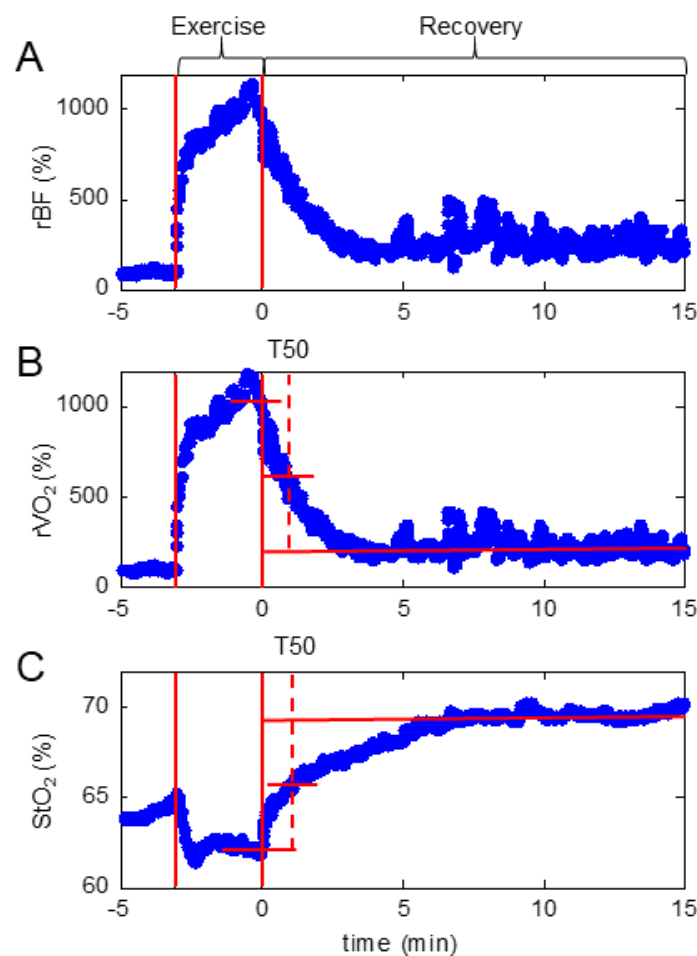 Exercise Recovery
A
rBF (%)
1000
500
0
-5 0 5 10 15
T50
B
rVO₂ (%)
1000
500
0
-5 0 5 10 15
T50
C
StO₂ (%)
70
65
60
-5 0 5 10 15
time (min)